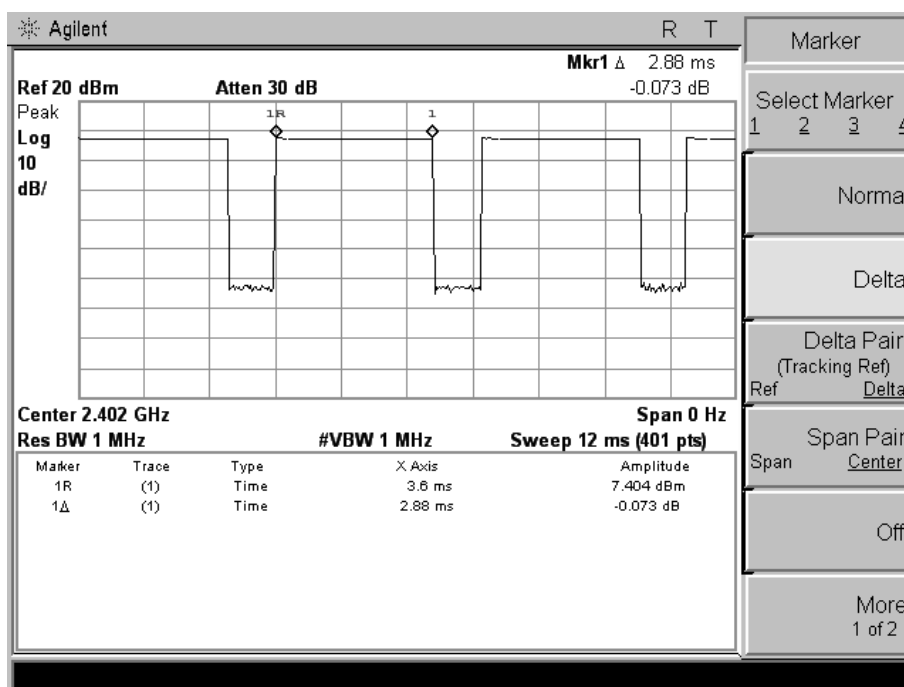 Agilent R T
Mkr1 Δ 2.88 ms
Ref 20 dBm Atten 30 dB -0.073 dB
Peak
Log
10
dB/
1R 1
Center 2.402 GHz Span 0 Hz
Res BW 1 MHz #VBW 1 MHz Sweep 12 ms (401 pts)
Marker Trace Type X Axis Amplitude
1R (1) Time 3.6 ms 7.404 dBm
1Δ (1) Time 2.88 ms -0.073 dB
Marker
Select Marker
1 2 3 4
Norma
Delta
Delta Pair
(Tracking Ref)
Ref Delta
Span Pair
Span Center
Off
More
1 of 2